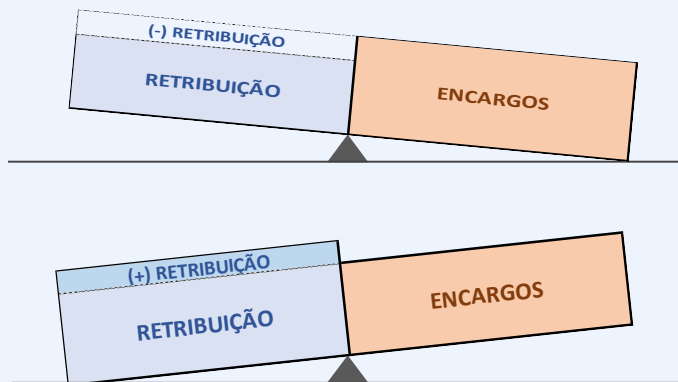 (-) RETRIBUIÇÃO
RETRIBUIÇÃO
ENCARGOS
(+) RETRIBUIÇÃO
RETRIBUIÇÃO
ENCARGOS